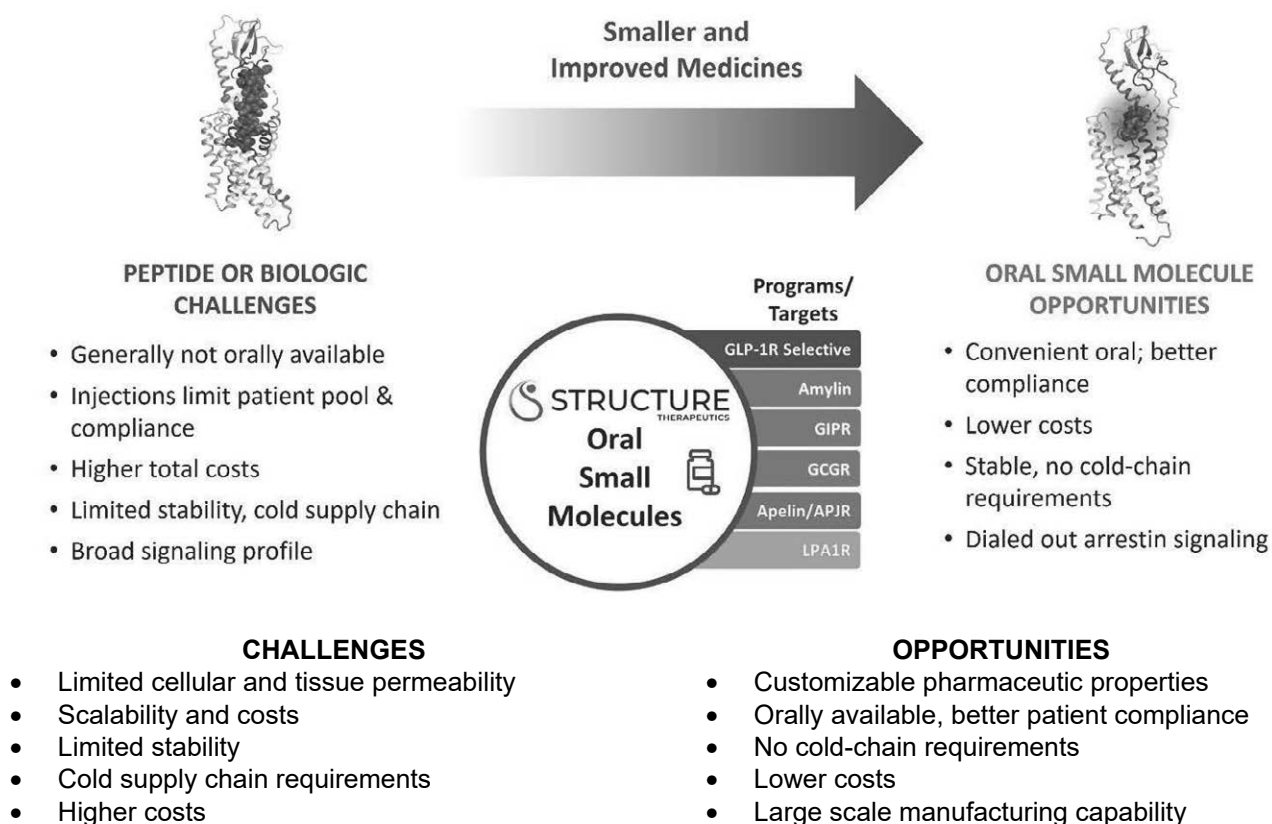 Smaller and
Improved Medicines
PEPTIDE OR BIOLOGIC
CHALLENGES
• Generally not orally available
• Injections limit patient pool &
compliance
• Higher total costs
• Limited stability, cold supply chain
• Broad signaling profile
STRUCTURE
THERAPEUTICS
Oral
Small
Molecules
Programs/
Targets
GLP-1R Selective
Amylin
GIPR
GCGR
Apelin/APJR
LPA1R
ORAL SMALL MOLECULE
OPPORTUNITIES
• Convenient oral; better
compliance
• Lower costs
• Stable, no cold-chain
requirements
• Dialed out arrestin signaling
CHALLENGES
• Limited cellular and tissue permeability
• Scalability and costs
• Limited stability
• Cold supply chain requirements
• Higher costs
OPPORTUNITIES
• Customizable pharmaceutic properties
• Orally available, better patient compliance
• No cold-chain requirements
• Lower costs
• Large scale manufacturing capability